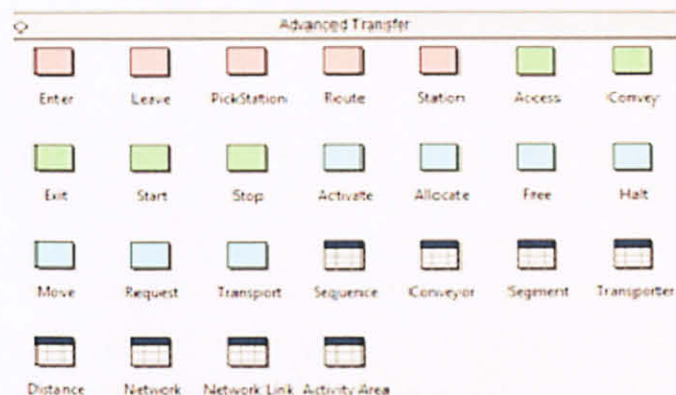 Advanced Transfer
Enter Leave PickStation Route Station Access Convey
Exit Start Stop Activate Allocate Free Halt
Move Request Transport Sequence Conveyor Segment Transporter
Distance Network Network Link Activity Area